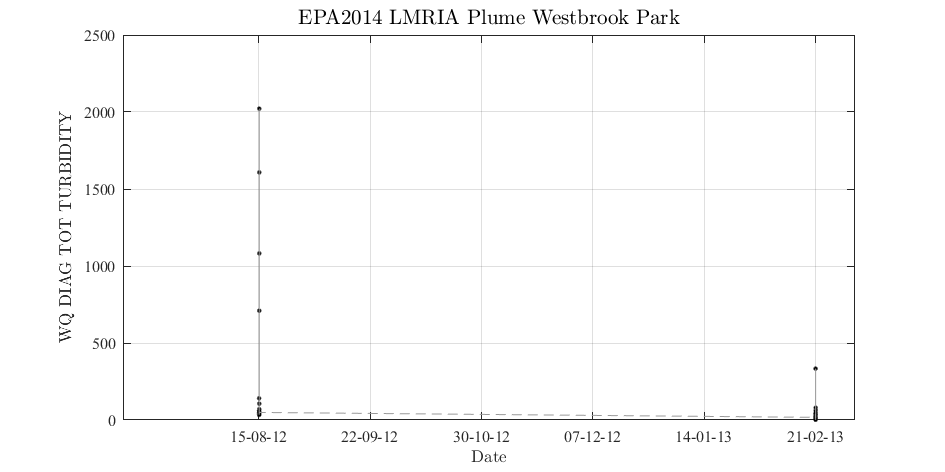 EPA2014 LMRIA Plume Westbrook Park
2500
2000
1500
1000
500
0
WQ DIAG TOT TURBIDITY
15-08-12 22-09-12 30-10-12 07-12-12 14-01-13 21-02-13
Date